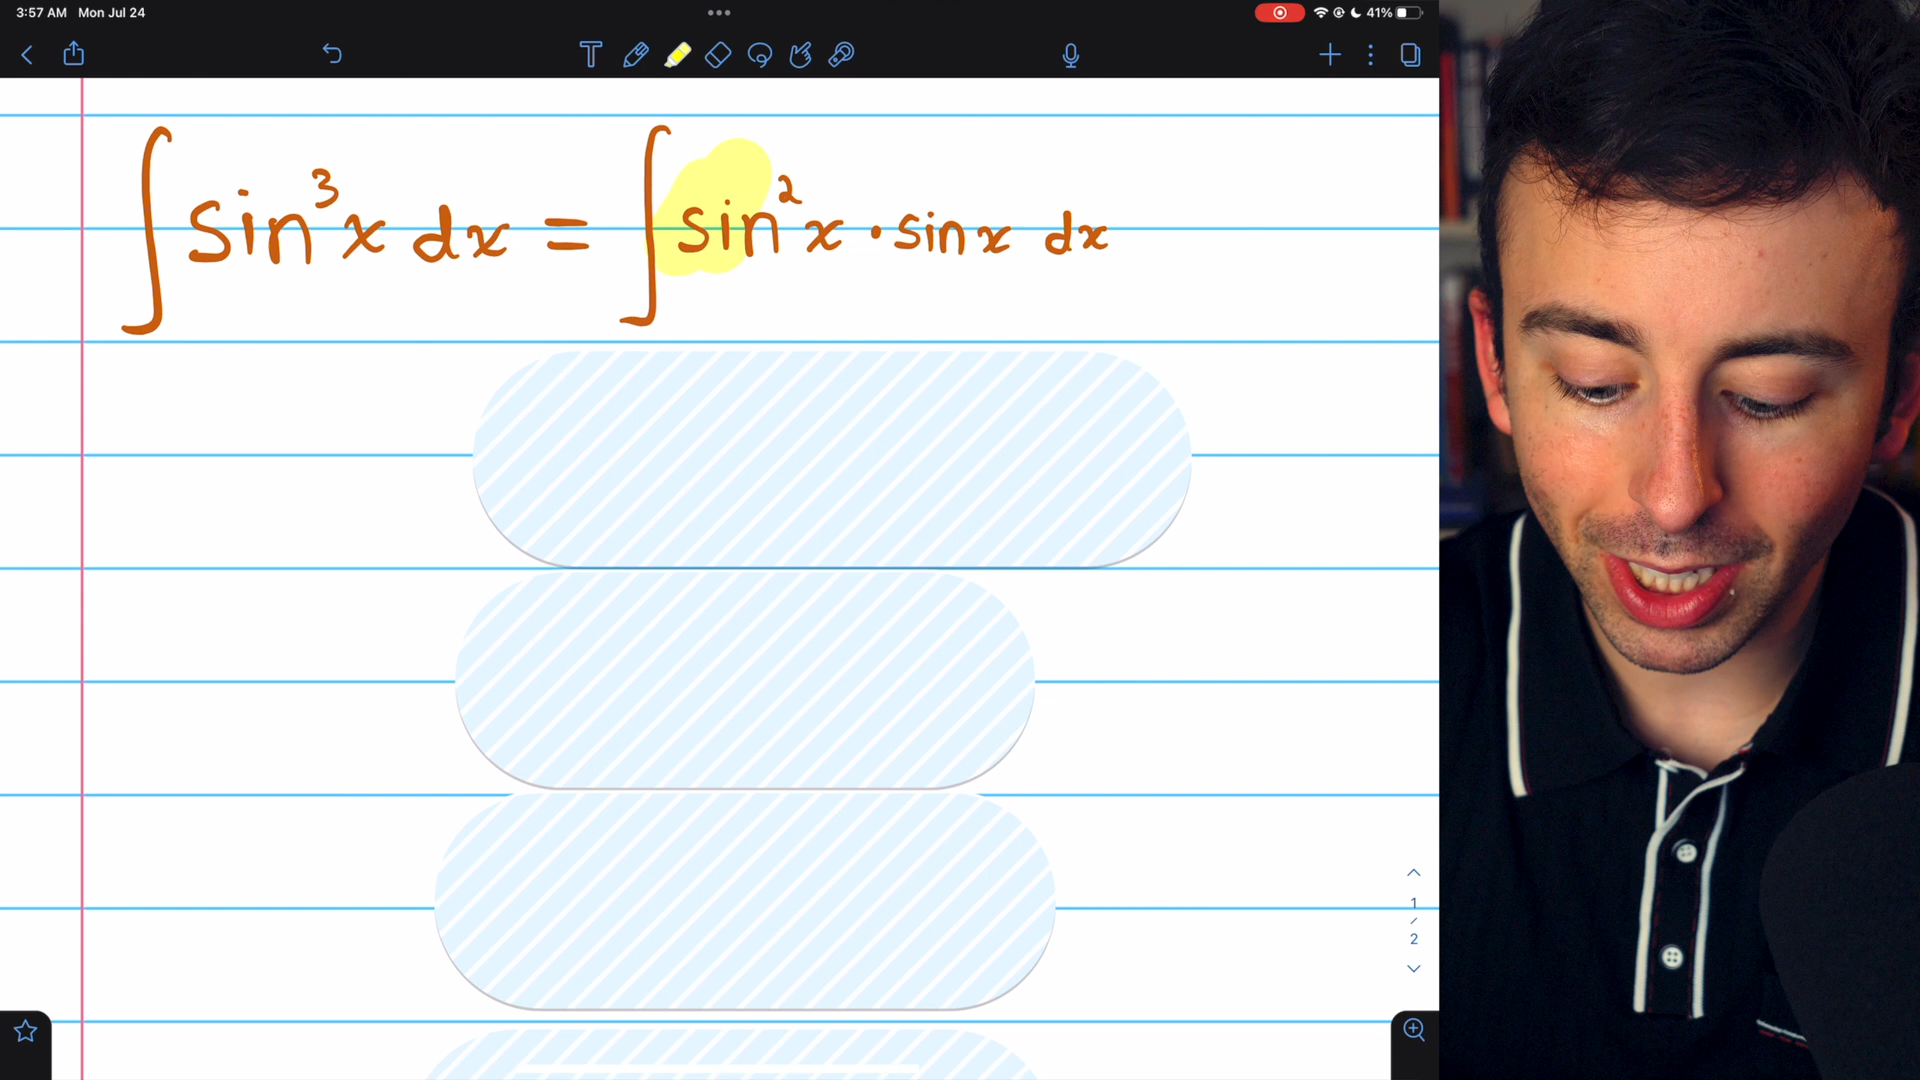 3:57 AM Mon Jul 24
41%
∫ sin³x dx = ∫ sin²x · sin x dx
1
/
2